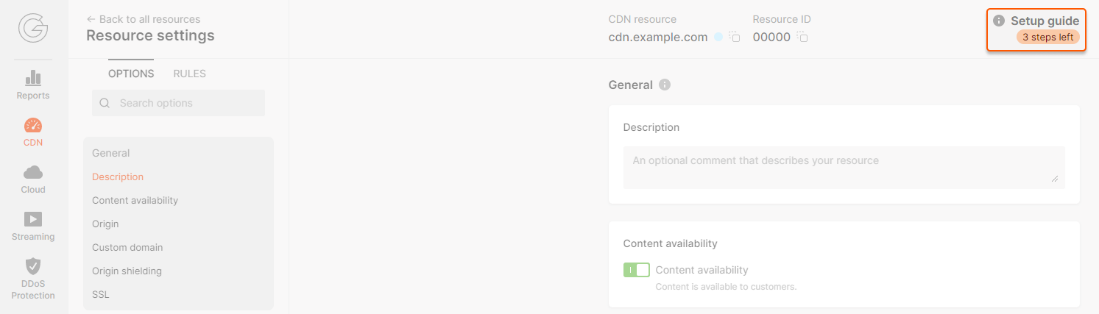 ← Back to all resources
Resource settings
CDN resource
cdn.example.com
Resource ID
00000
Setup guide
3 steps left
Reports
CDN
Cloud
Streaming
DDoS
Protection
OPTIONS
RULES
Search options
General
Description
Content availability
Origin
Custom domain
Origin shielding
SSL
General
Description
An optional comment that describes your resource
Content availability
Content availability
Content is available to customers.